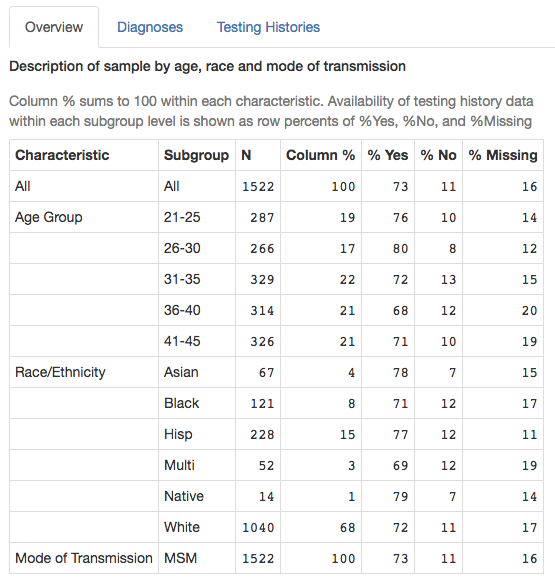 Overview Diagnoses Testing Histories
Description of sample by age, race and mode of transmission
Column % sums to 100 within each characteristic. Availability of testing history data
within each subgroup level is shown as row percents of %Yes, %No, and %Missing
Characteristic Subgroup N Column % % Yes % No % Missing
All All 1522 100 73 11 16
Age Group 21-25 287 19 76 10 14
26-30 266 17 80 8 12
31-35 329 22 72 13 15
36-40 314 21 68 12 20
41-45 326 21 71 10 19
Race/Ethnicity Asian 67 4 78 7 15
Black 121 8 71 12 17
Hisp 228 15 77 12 11
Multi 52 3 69 12 19
Native 14 1 79 7 14
White 1040 68 72 11 17
Mode of Transmission MSM 1522 100 73 11 16